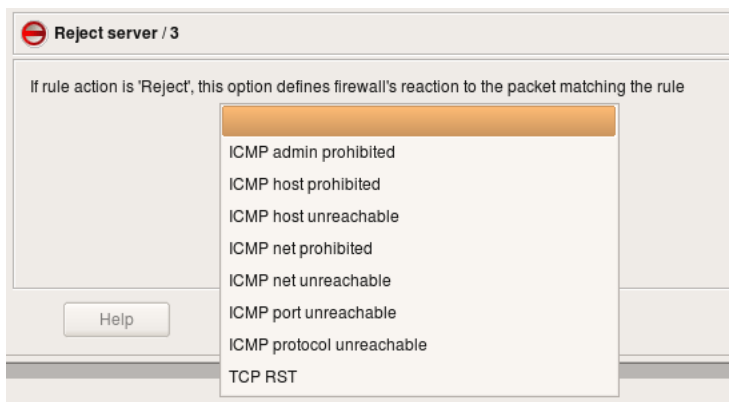 Reject server / 3
If rule action is 'Reject', this option defines firewall's reaction to the packet matching the rule
ICMP admin prohibited
ICMP host prohibited
ICMP host unreachable
ICMP net prohibited
ICMP net unreachable
ICMP port unreachable
ICMP protocol unreachable
TCP RST
Help